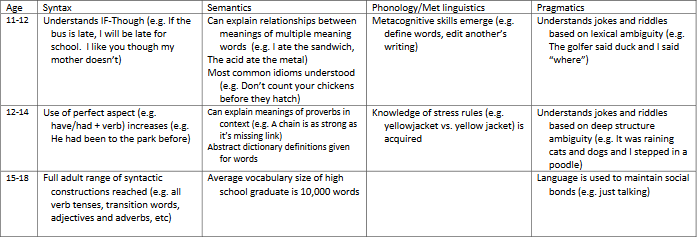 Age Syntax Semantics Phonology/Met linguistics Pragmatics
11-12
Understands IF-Though (e.g. If the
bus is late, I will be late for
school.  I like you though my
mother doesn't)
Can explain relationships between
meanings of multiple meaning
words  (e.g. I ate the sandwich,
The acid ate the metal)
Most common idioms understood
(e.g. Don't count your chickens
before they hatch)
Metacognitive skills emerge (e.g.
define words, edit another's
writing)
Understands jokes and riddles
based on lexical ambiguity (e.g.
The golfer said duck and I said
"where")
12-14
Use of perfect aspect (e.g.
have/had + verb) increases (e.g.
He had been to the park before)
Can explain meanings of proverbs in
context (e.g. A chain is as strong as
it's missing link)
Abstract dictionary definitions given
for words
Knowledge of stress rules (e.g.
yellowjacket vs. yellow jacket) is
acquired
Understands jokes and riddles
based on deep structure
ambiguity (e.g. It was raining
cats and dogs and I stepped in a
poodle)
15-18
Full adult range of syntactic
constructions reached (e.g. all
verb tenses, transition words,
adjectives and adverbs, etc)
Average vocabulary size of high
school graduate is 10,000 words
Language is used to maintain social
bonds (e.g. just talking)